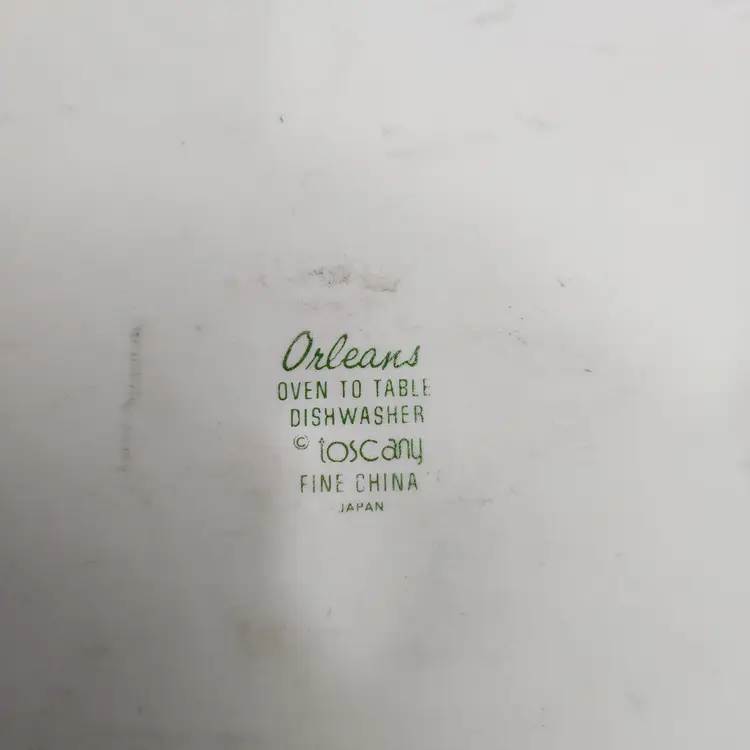 Orleans
OVEN TO TABLE
DISHWASHER
© toscany
FINE CHINA
JAPAN